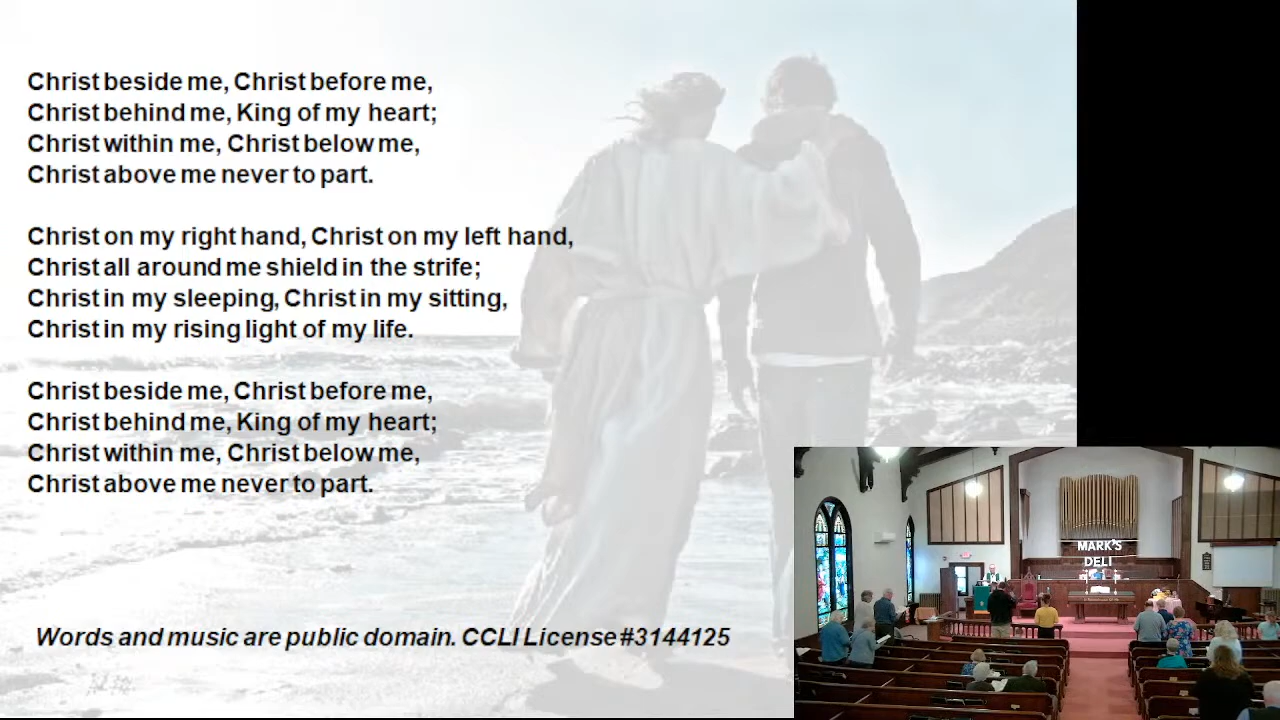 Christ beside me, Christ before me,
Christ behind me, King of my heart;
Christ within me, Christ below me,
Christ above me never to part.
Christ on my right hand, Christ on my left hand,
Christ all around me shield in the strife;
Christ in my sleeping, Christ in my sitting,
Christ in my rising light of my life.
Christ beside me, Christ before me,
Christ behind me, King of my heart;
Christ within me, Christ below me,
Christ above me never to part.
Words and music are public domain. CCLI License #3144125
MARK'S
DELI